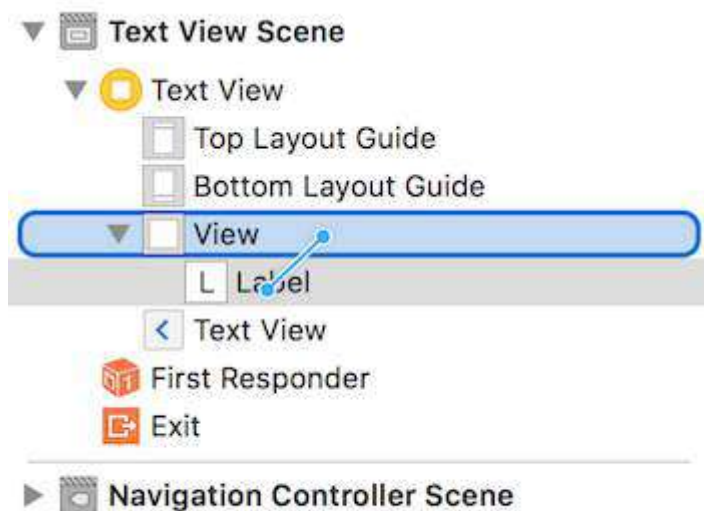 Text View Scene
Text View
Top Layout Guide
Bottom Layout Guide
View
L Label
Text View
First Responder
Exit
Navigation Controller Scene